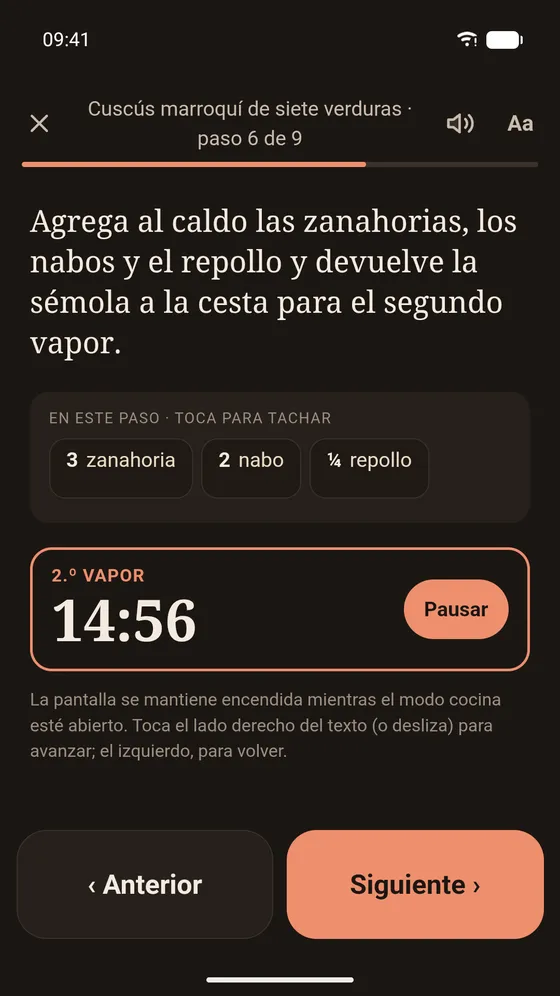 09:41
Cuscús marroquí de siete verduras ·
paso 6 de 9
Aa
Agrega al caldo las zanahorias, los
nabos y el repollo y devuelve la
sémola a la cesta para el segundo
vapor.
EN ESTE PASO · TOCA PARA TACHAR
3 zanahoria
2 nabo
¼ repollo
2.º VAPOR
14:56
Pausar
La pantalla se mantiene encendida mientras el modo cocina
esté abierto. Toca el lado derecho del texto (o desliza) para
avanzar; el izquierdo, para volver.
‹ Anterior
Siguiente ›